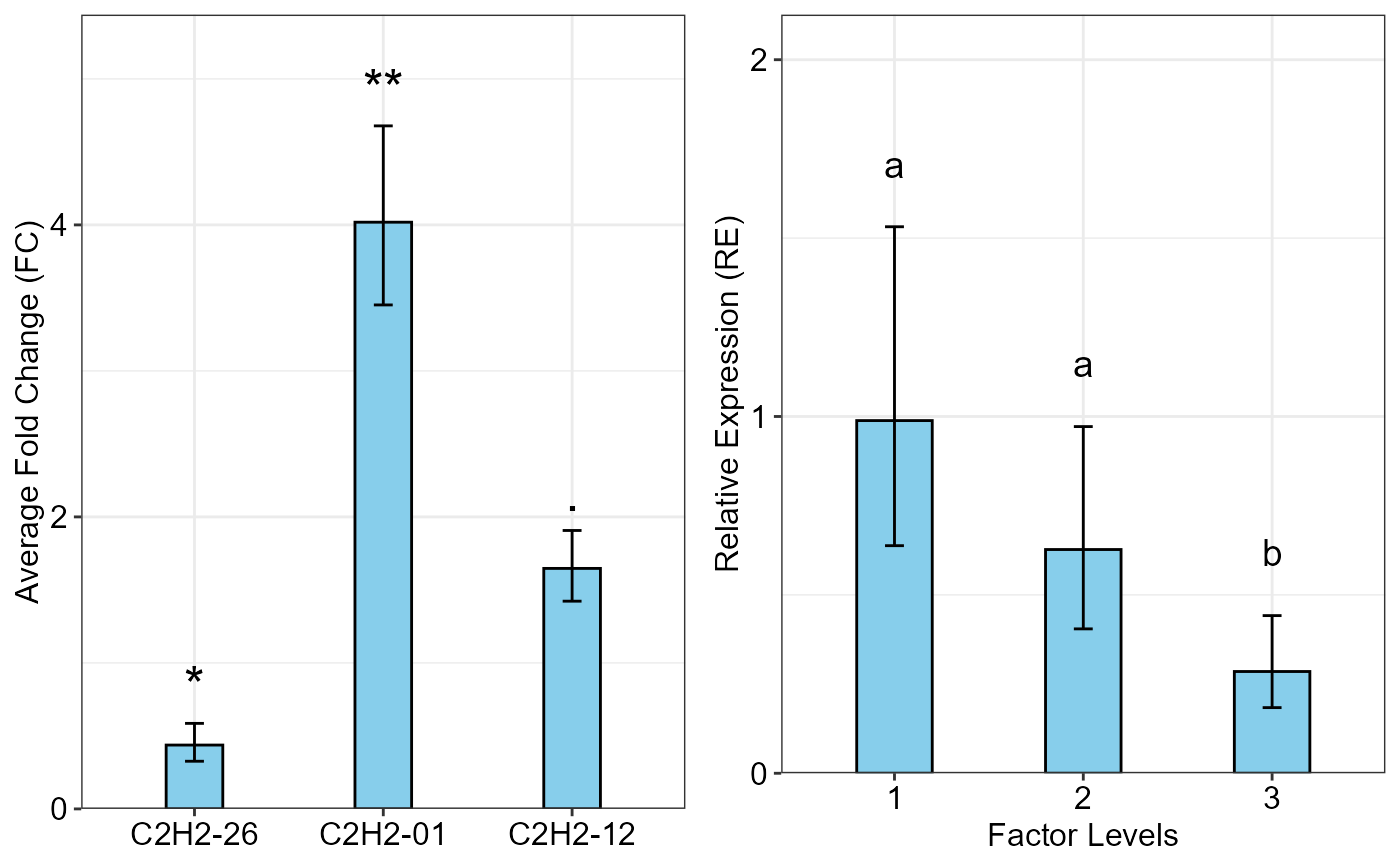 Average Fold Change (FC)
4
2
0
*
**
.
C2H2-26 C2H2-01 C2H2-12
Relative Expression (RE)
2
1
0
a
a
b
1 2 3
Factor Levels